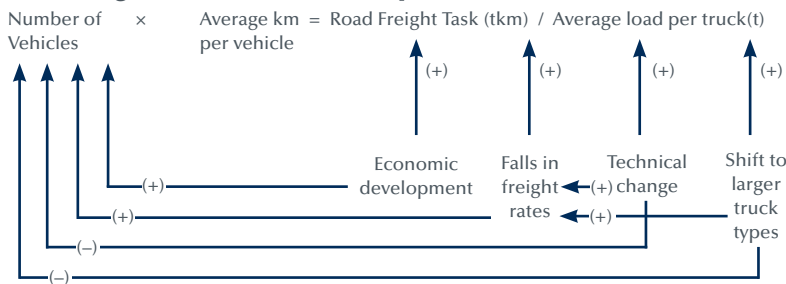 Number of × Average km = Road Freight Task (tkm) / Average load per truck(t)
Vehicles per vehicle
(+) (+) (+) (+)
Economic Falls in Technical Shift to
(+) development freight (+) change larger
(+) rates (+) truck
(–) types
(–)